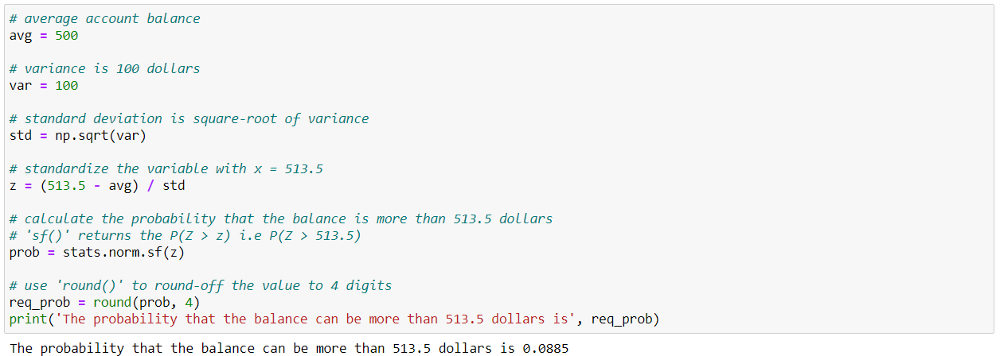 # average account balance
avg = 500
# variance is 100 dollars
var = 100
# standard deviation is square-root of variance
std = np.sqrt(var)
# standardize the variable with x = 513.5
z = (513.5 - avg) / std
# calculate the probability that the balance is more than 513.5 dollars
# 'sf()' returns the P(Z > z) i.e P(Z > 513.5)
prob = stats.norm.sf(z)
# use 'round()' to round-off the value to 4 digits
req_prob = round(prob, 4)
print('The probability that the balance can be more than 513.5 dollars is', req_prob)
The probability that the balance can be more than 513.5 dollars is 0.0885